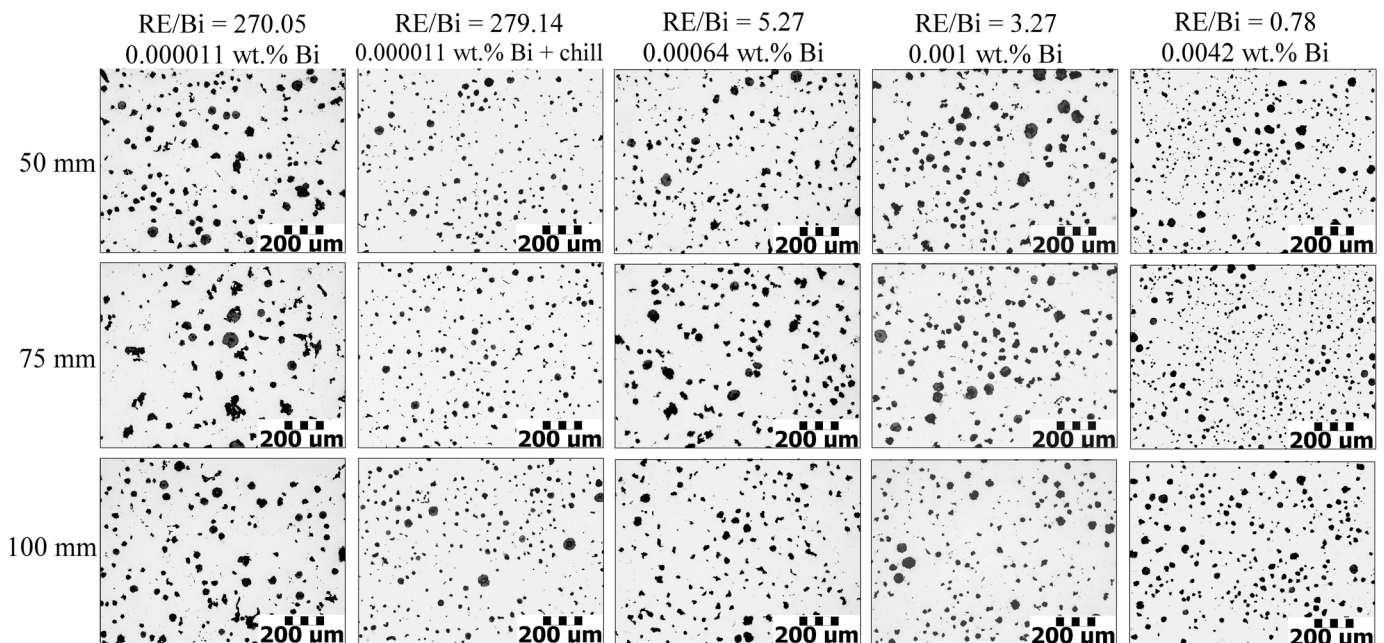 RE/Bi = 270.05
0.000011 wt.% Bi
RE/Bi = 279.14
0.000011 wt.% Bi + chill
RE/Bi = 5.27
0.00064 wt.% Bi
RE/Bi = 3.27
0.001 wt.% Bi
RE/Bi = 0.78
0.0042 wt.% Bi
50 mm
200 um
200 um
200 um
200 um
200 um
75 mm
200 um
200 um
200 um
200 um
200 um
100 mm
200 um
200 um
200 um
200 um
200 um